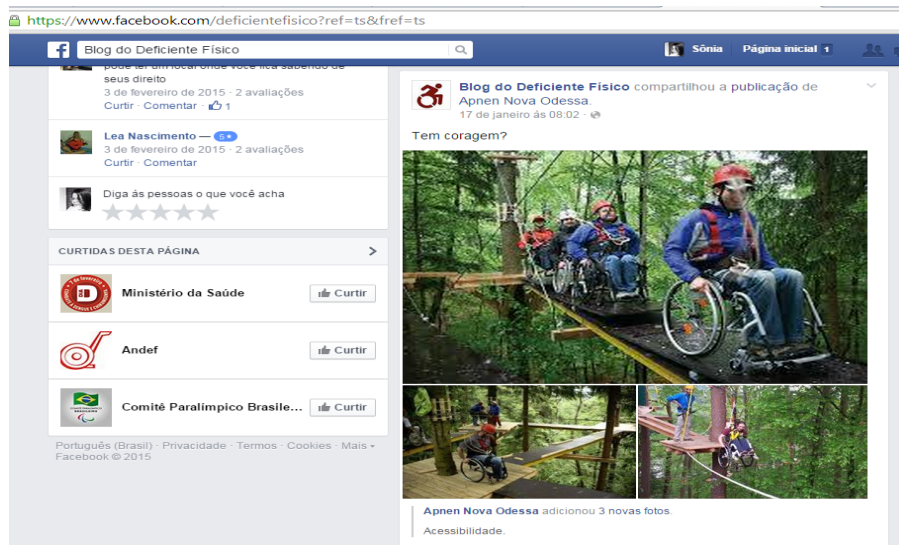 https://www.facebook.com/deficientefisico?ref=ts&fref=ts
Blog do Deficiente Físico
Sônia
Página inicial 1
pode ter um local onde você fica sabendo de
seus direito
3 de fevereiro de 2015 · 2 avaliações
Curtir · Comentar · 1
Lea Nascimento — 5★
3 de fevereiro de 2015 · 2 avaliações
Curtir · Comentar
Diga às pessoas o que você acha
CURTIDAS DESTA PÁGINA
Ministério da Saúde
Curtir
Andef
Curtir
Comitê Paralímpico Brasile...
Curtir
Português (Brasil) · Privacidade · Termos · Cookies · Mais
Facebook © 2015
Blog do Deficiente Físico compartilhou a publicação de
Apnen Nova Odessa.
17 de janeiro às 08:02 ·
Tem coragem?
Apnen Nova Odessa adicionou 3 novas fotos.
Acessibilidade.